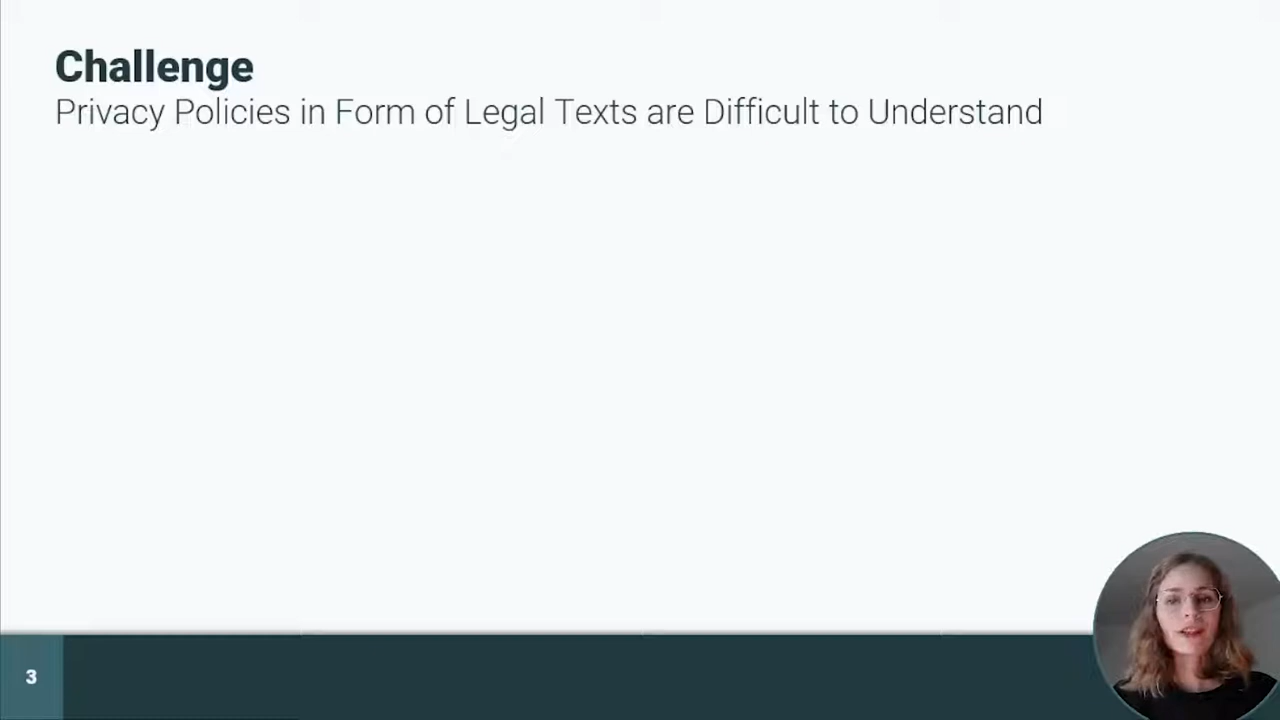 Challenge
Privacy Policies in Form of Legal Texts are Difficult to Understand
3